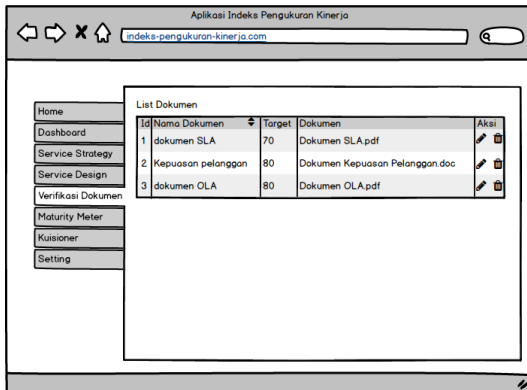 Aplikasi Indeks Pengukuran Kinerja
indeks-pengukuran-kinerja.com
Home
Dashboard
Service Strategy
Service Design
Verifikasi Dokumen
Maturity Meter
Kuisioner
Setting
List Dokumen
Id Nama Dokumen Target Dokumen Aksi
1 dokumen SLA 70 Dokumen SLA.pdf
2 Kepuasan pelanggan 80 Dokumen Kepuasan Pelanggan.doc
3 dokumen OLA 80 Dokumen OLA.pdf